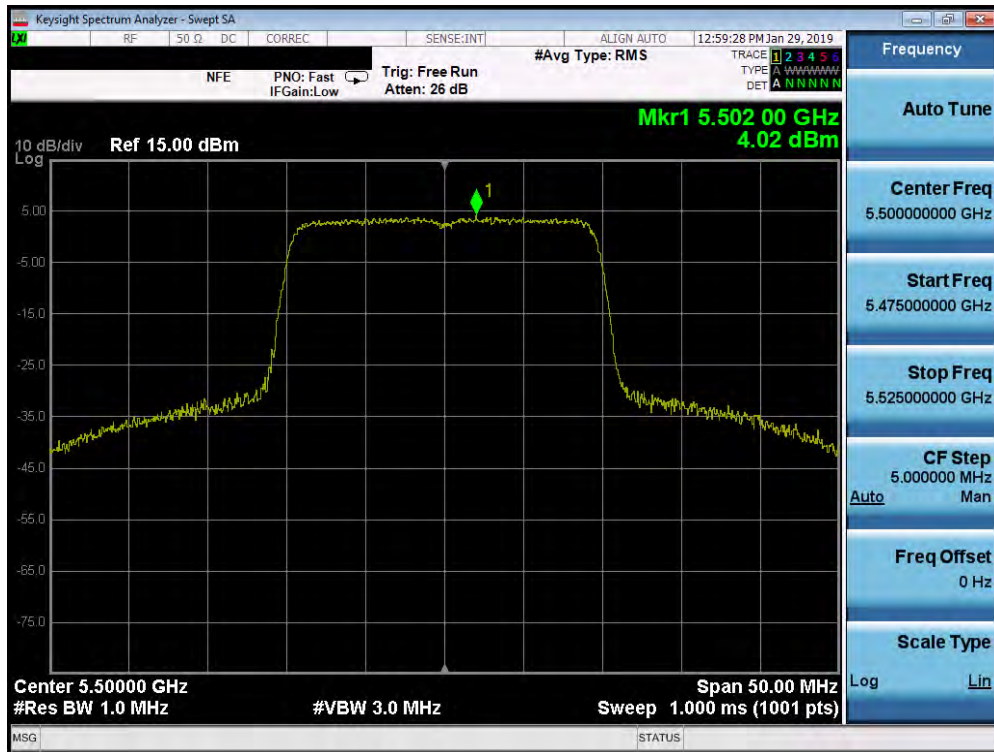 Keysight Spectrum Analyzer - Swept SA
LXI RF 50 Ω DC CORREC SENSE:INT ALIGN AUTO 12:59:28 PM Jan 29, 2019
#Avg Type: RMS TRACE 1 2 3 4 5 6
NFE PNO: Fast Trig: Free Run TYPE A WWWWW
IFGain:Low Atten: 26 dB DET A N N N N N
Mkr1 5.502 00 GHz
4.02 dBm
10 dB/div Ref 15.00 dBm
Log
1
5.00
-5.00
-15.0
-25.0
-35.0
-45.0
-55.0
-65.0
-75.0
Center 5.50000 GHz Span 50.00 MHz
#Res BW 1.0 MHz #VBW 3.0 MHz Sweep 1.000 ms (1001 pts)
MSG STATUS
Frequency
Auto Tune
Center Freq
5.500000000 GHz
Start Freq
5.475000000 GHz
Stop Freq
5.525000000 GHz
CF Step
5.000000 MHz
Auto Man
Freq Offset
0 Hz
Scale Type
Log Lin